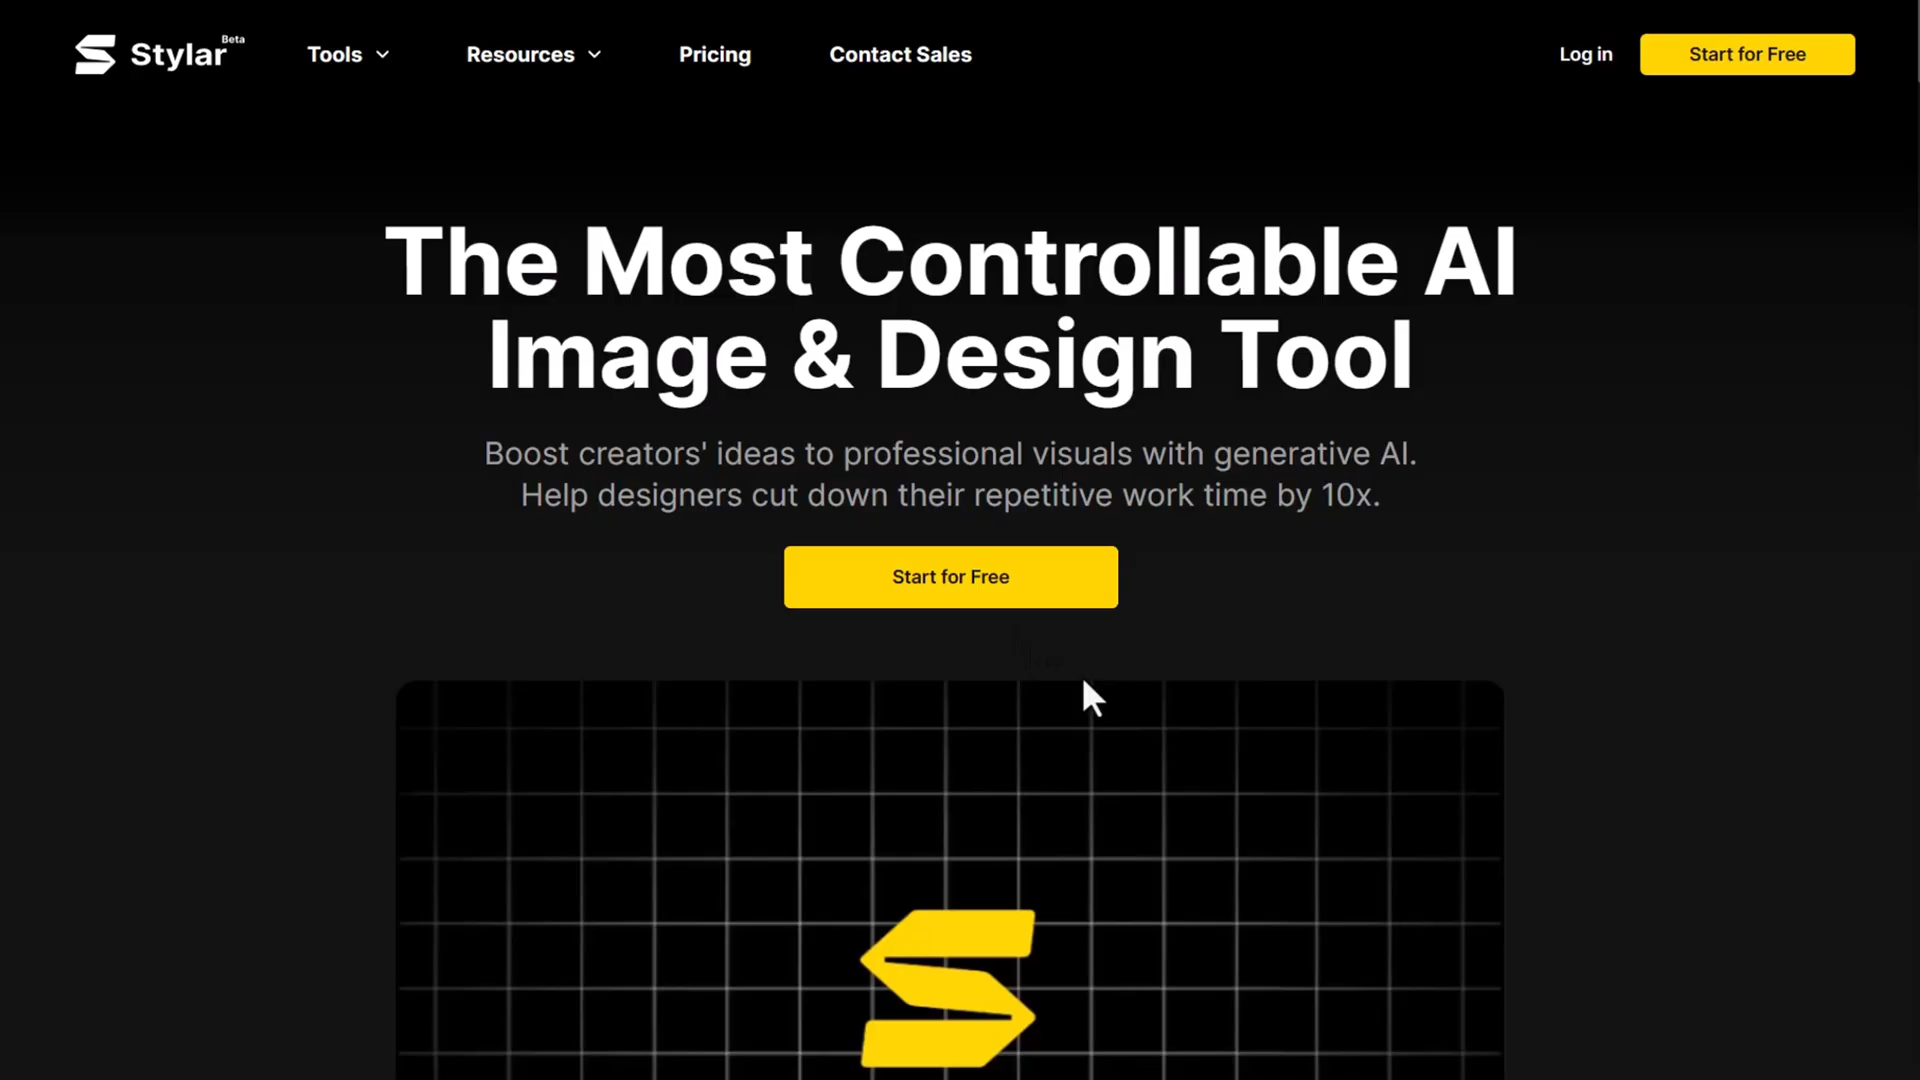 Stylar Beta
Tools
Resources
Pricing
Contact Sales
Log in
Start for Free
The Most Controllable AI
Image & Design Tool
Boost creators' ideas to professional visuals with generative AI.
Help designers cut down their repetitive work time by 10x.
Start for Free